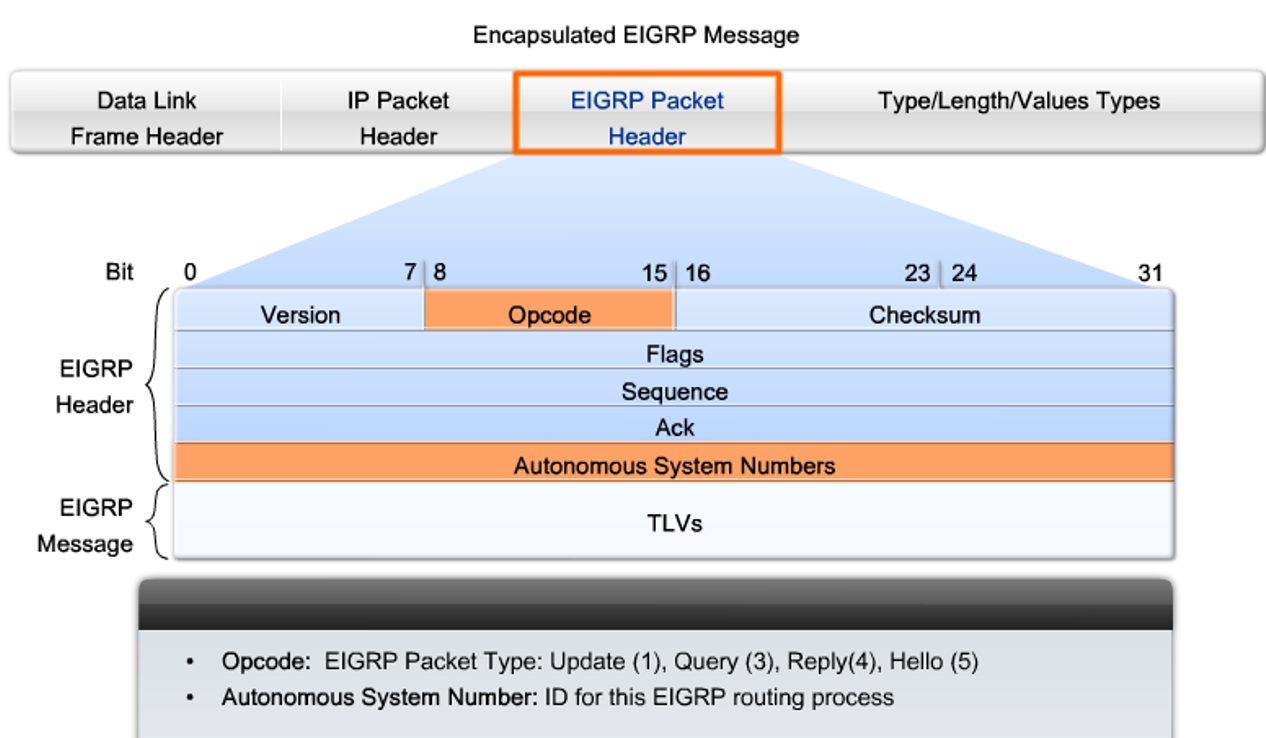 Encapsulated EIGRP Message
Data Link
Frame Header
IP Packet
Header
EIGRP Packet
Header
Type/Length/Values Types
Bit 0 7 8 15 16 23 24 31
Version Opcode Checksum
Flags
EIGRP
Header
Sequence
Ack
Autonomous System Numbers
EIGRP
Message
TLVs
• Opcode: EIGRP Packet Type: Update (1), Query (3), Reply(4), Hello (5)
• Autonomous System Number: ID for this EIGRP routing process